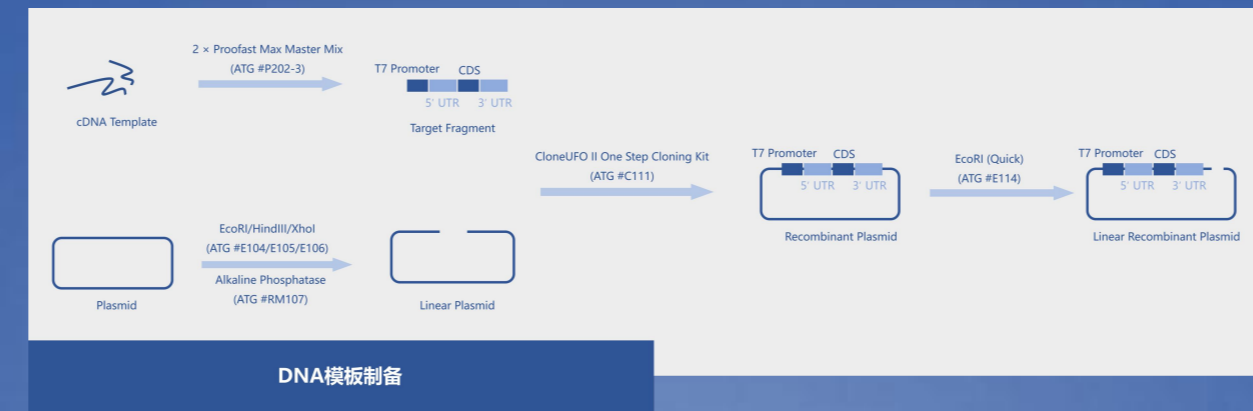 2 × Proofast Max Master Mix
(ATG #P202-3)
cDNA Template
T7 Promoter CDS
5' UTR 3' UTR
Target Fragment
EcoRI/HindIII/XhoI
(ATG #E104/E105/E106)
Alkaline Phosphatase
(ATG #RM107)
Plasmid
Linear Plasmid
CloneUFO II One Step Cloning Kit
(ATG #C111)
T7 Promoter CDS
5' UTR 3' UTR
Recombinant Plasmid
EcoRI (Quick)
(ATG #E114)
T7 Promoter CDS
5' UTR 3' UTR
Linear Recombinant Plasmid
DNA模板制备